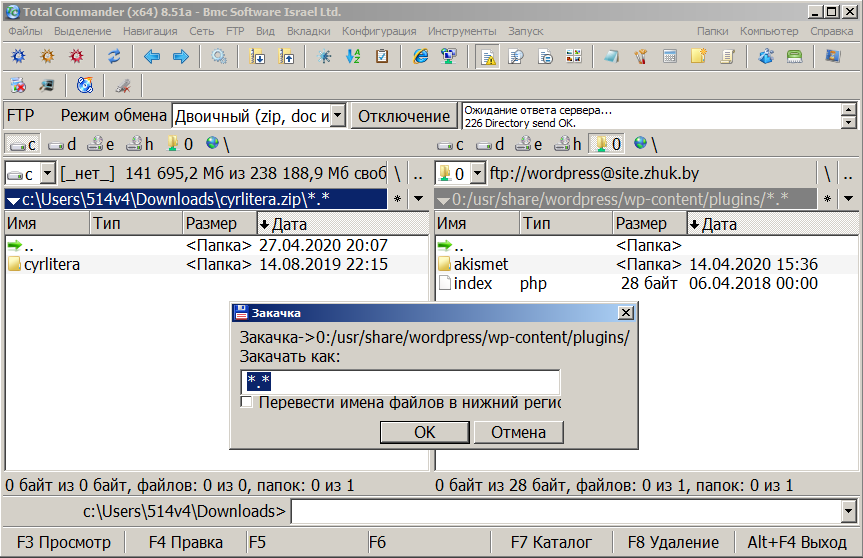 Total Commander (x64) 8.51a - Bmc Software Israel Ltd.
Файлы Выделение Навигация Сеть FTP Вид Вкладки Конфигурация Инструменты Запуск Папки Компьютер Справка
FTP Режим обмена Двоичный (zip, doc и Отключение Ожидание ответа сервера...
226 Directory send OK.
c d e h 0 \ c d e h 0 \
c [_нет_] 141 695,2 Мб из 238 188,9 Мб своб \ .. 0 ftp://wordpress@site.zhuk.by \ ..
c:\Users\514v4\Downloads\cyrlitera.zip\*.* * 0:/usr/share/wordpress/wp-content/plugins/*.* *
Имя Тип Размер Дата Имя Тип Размер Дата
.. <Папка> 27.04.2020 20:07 .. <Папка>
cyrlitera <Папка> 14.08.2019 22:15 akismet <Папка> 14.04.2020 15:36
index php 28 байт 06.04.2018 00:00
Закачка
Закачка->0:/usr/share/wordpress/wp-content/plugins/
Закачать как:
*.*
Перевести имена файлов в нижний регис
OK Отмена
0 байт из 0 байт, файлов: 0 из 0, папок: 0 из 1 0 байт из 28 байт, файлов: 0 из 1, папок: 0 из 1
c:\Users\514v4\Downloads>
F3 Просмотр F4 Правка F5 F6 F7 Каталог F8 Удаление Alt+F4 Выход